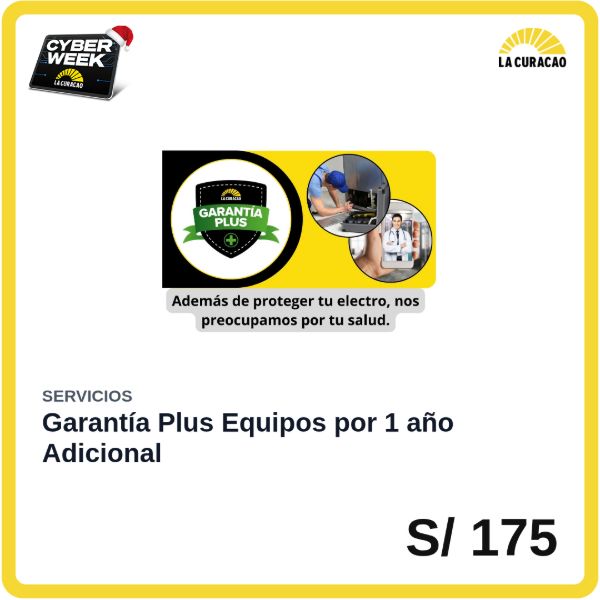 CYBER
WEEK
LA CURACAO
LA CURACAO
LA CURACAO
GARANTÍA
PLUS
Además de proteger tu electro, nos
preocupamos por tu salud.
SERVICIOS
Garantía Plus Equipos por 1 año
Adicional
S/ 175